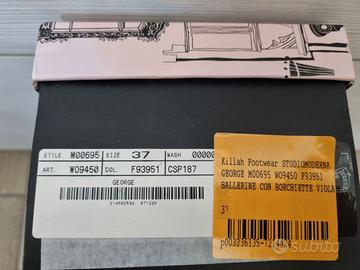 STYLE M00695 SIZE 37 WASH 00000
ART. W09450 COL. F93951 CSP187
GEORGE
Killah Footwear STUDIOMODERNA
GEORGE M00695 W09450 F93951
BALLERINE CON BORCHIETTE VIOLA
37
subito